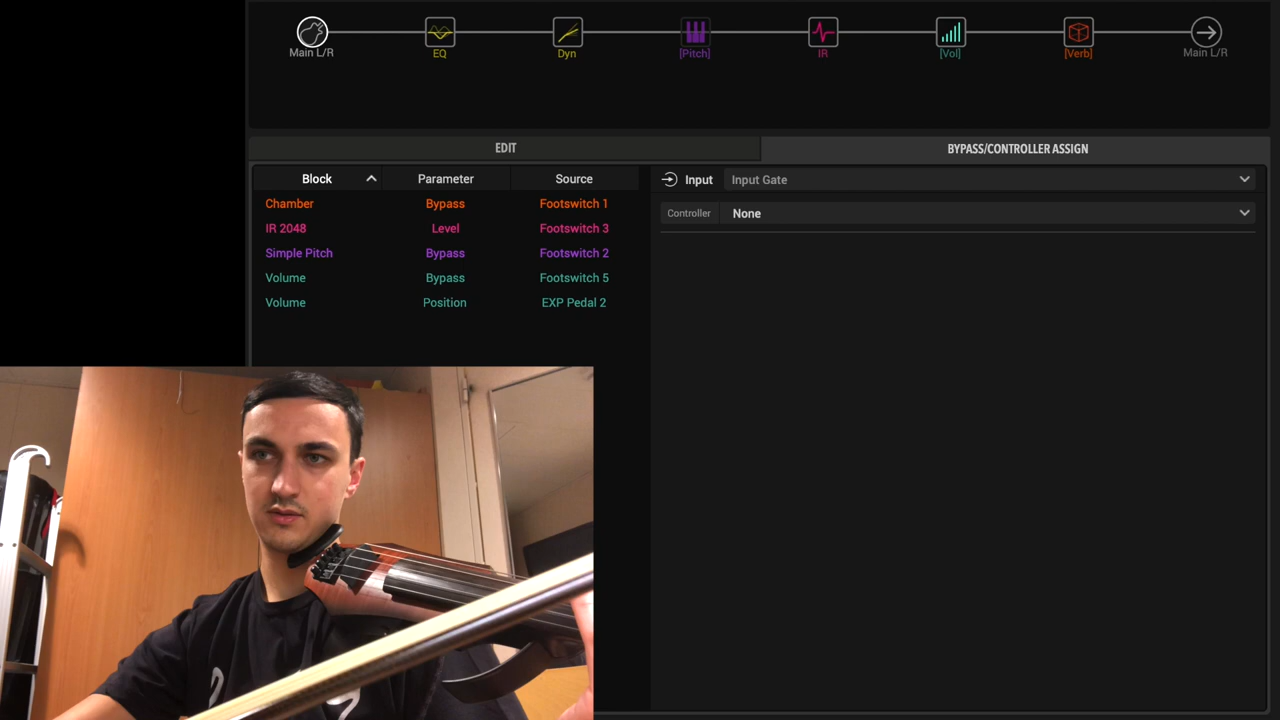 Main L/R EQ Dyn [Pitch] IR [Vol] [Verb] Main L/R
EDIT BYPASS/CONTROLLER ASSIGN
Block Parameter Source
Chamber Bypass Footswitch 1
IR 2048 Level Footswitch 3
Simple Pitch Bypass Footswitch 2
Volume Bypass Footswitch 5
Volume Position EXP Pedal 2
Input Input Gate
Controller None